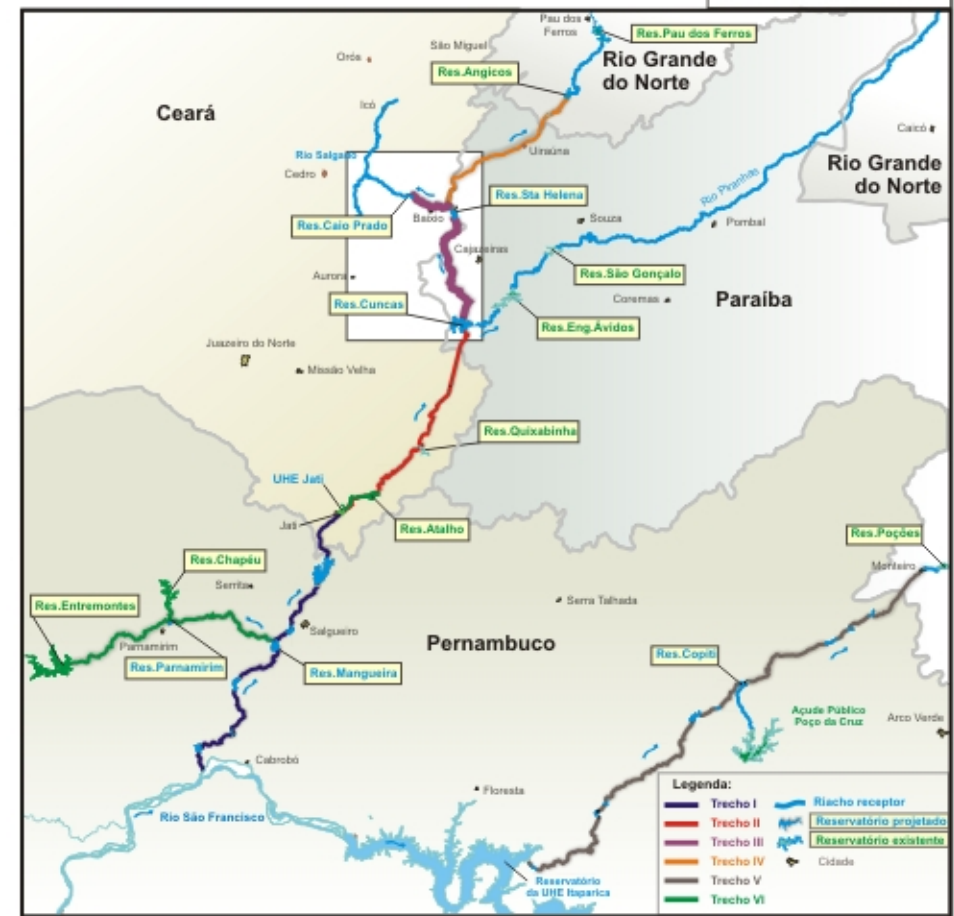 Pau dos
Ferros
Res.Pau dos Ferros
São Miguel
Orós
Rio Grande
do Norte
Res.Angicos
Icó
Ceará
Caicó
Uiraúna
Rio Salgado
Cedro
Rio Grande
do Norte
Rio Piranhas
Res.Sta Helena
Baixio
Souza
Pombal
Res.Caio Prado
Cajazeiras
Aurora
Res.São Gonçalo
Coremas
Paraíba
Res.Cuncas
Res.Eng.Ávidos
Juazeiro do Norte
Missão Velha
Res.Quixabinha
UHE Jati
Jati
Res.Atalho
Res.Poções
Res.Chapéu
Monteiro
Serrita
Res.Entremontes
Serra Talhada
Salgueiro
Pernambuco
Parnamirim
Res.Parnamirim
Res.Mangueira
Res.Copiti
Açude Público
Poço da Cruz
Arco Verde
Cabrobó
Floresta
Rio São Francisco
Reservatório
da UHE Itaparica
Legenda:
Trecho I
Riacho receptor
Trecho II
Reservatório projetado
Trecho III
Reservatório existente
Trecho IV
Cidade
Trecho V
Trecho VI